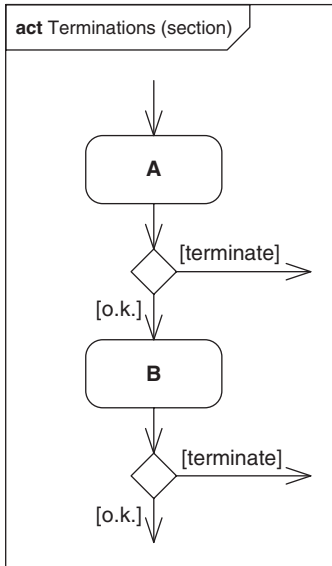 act Terminations (section)
A
[terminate]
[o.k.]
B
[terminate]
[o.k.]